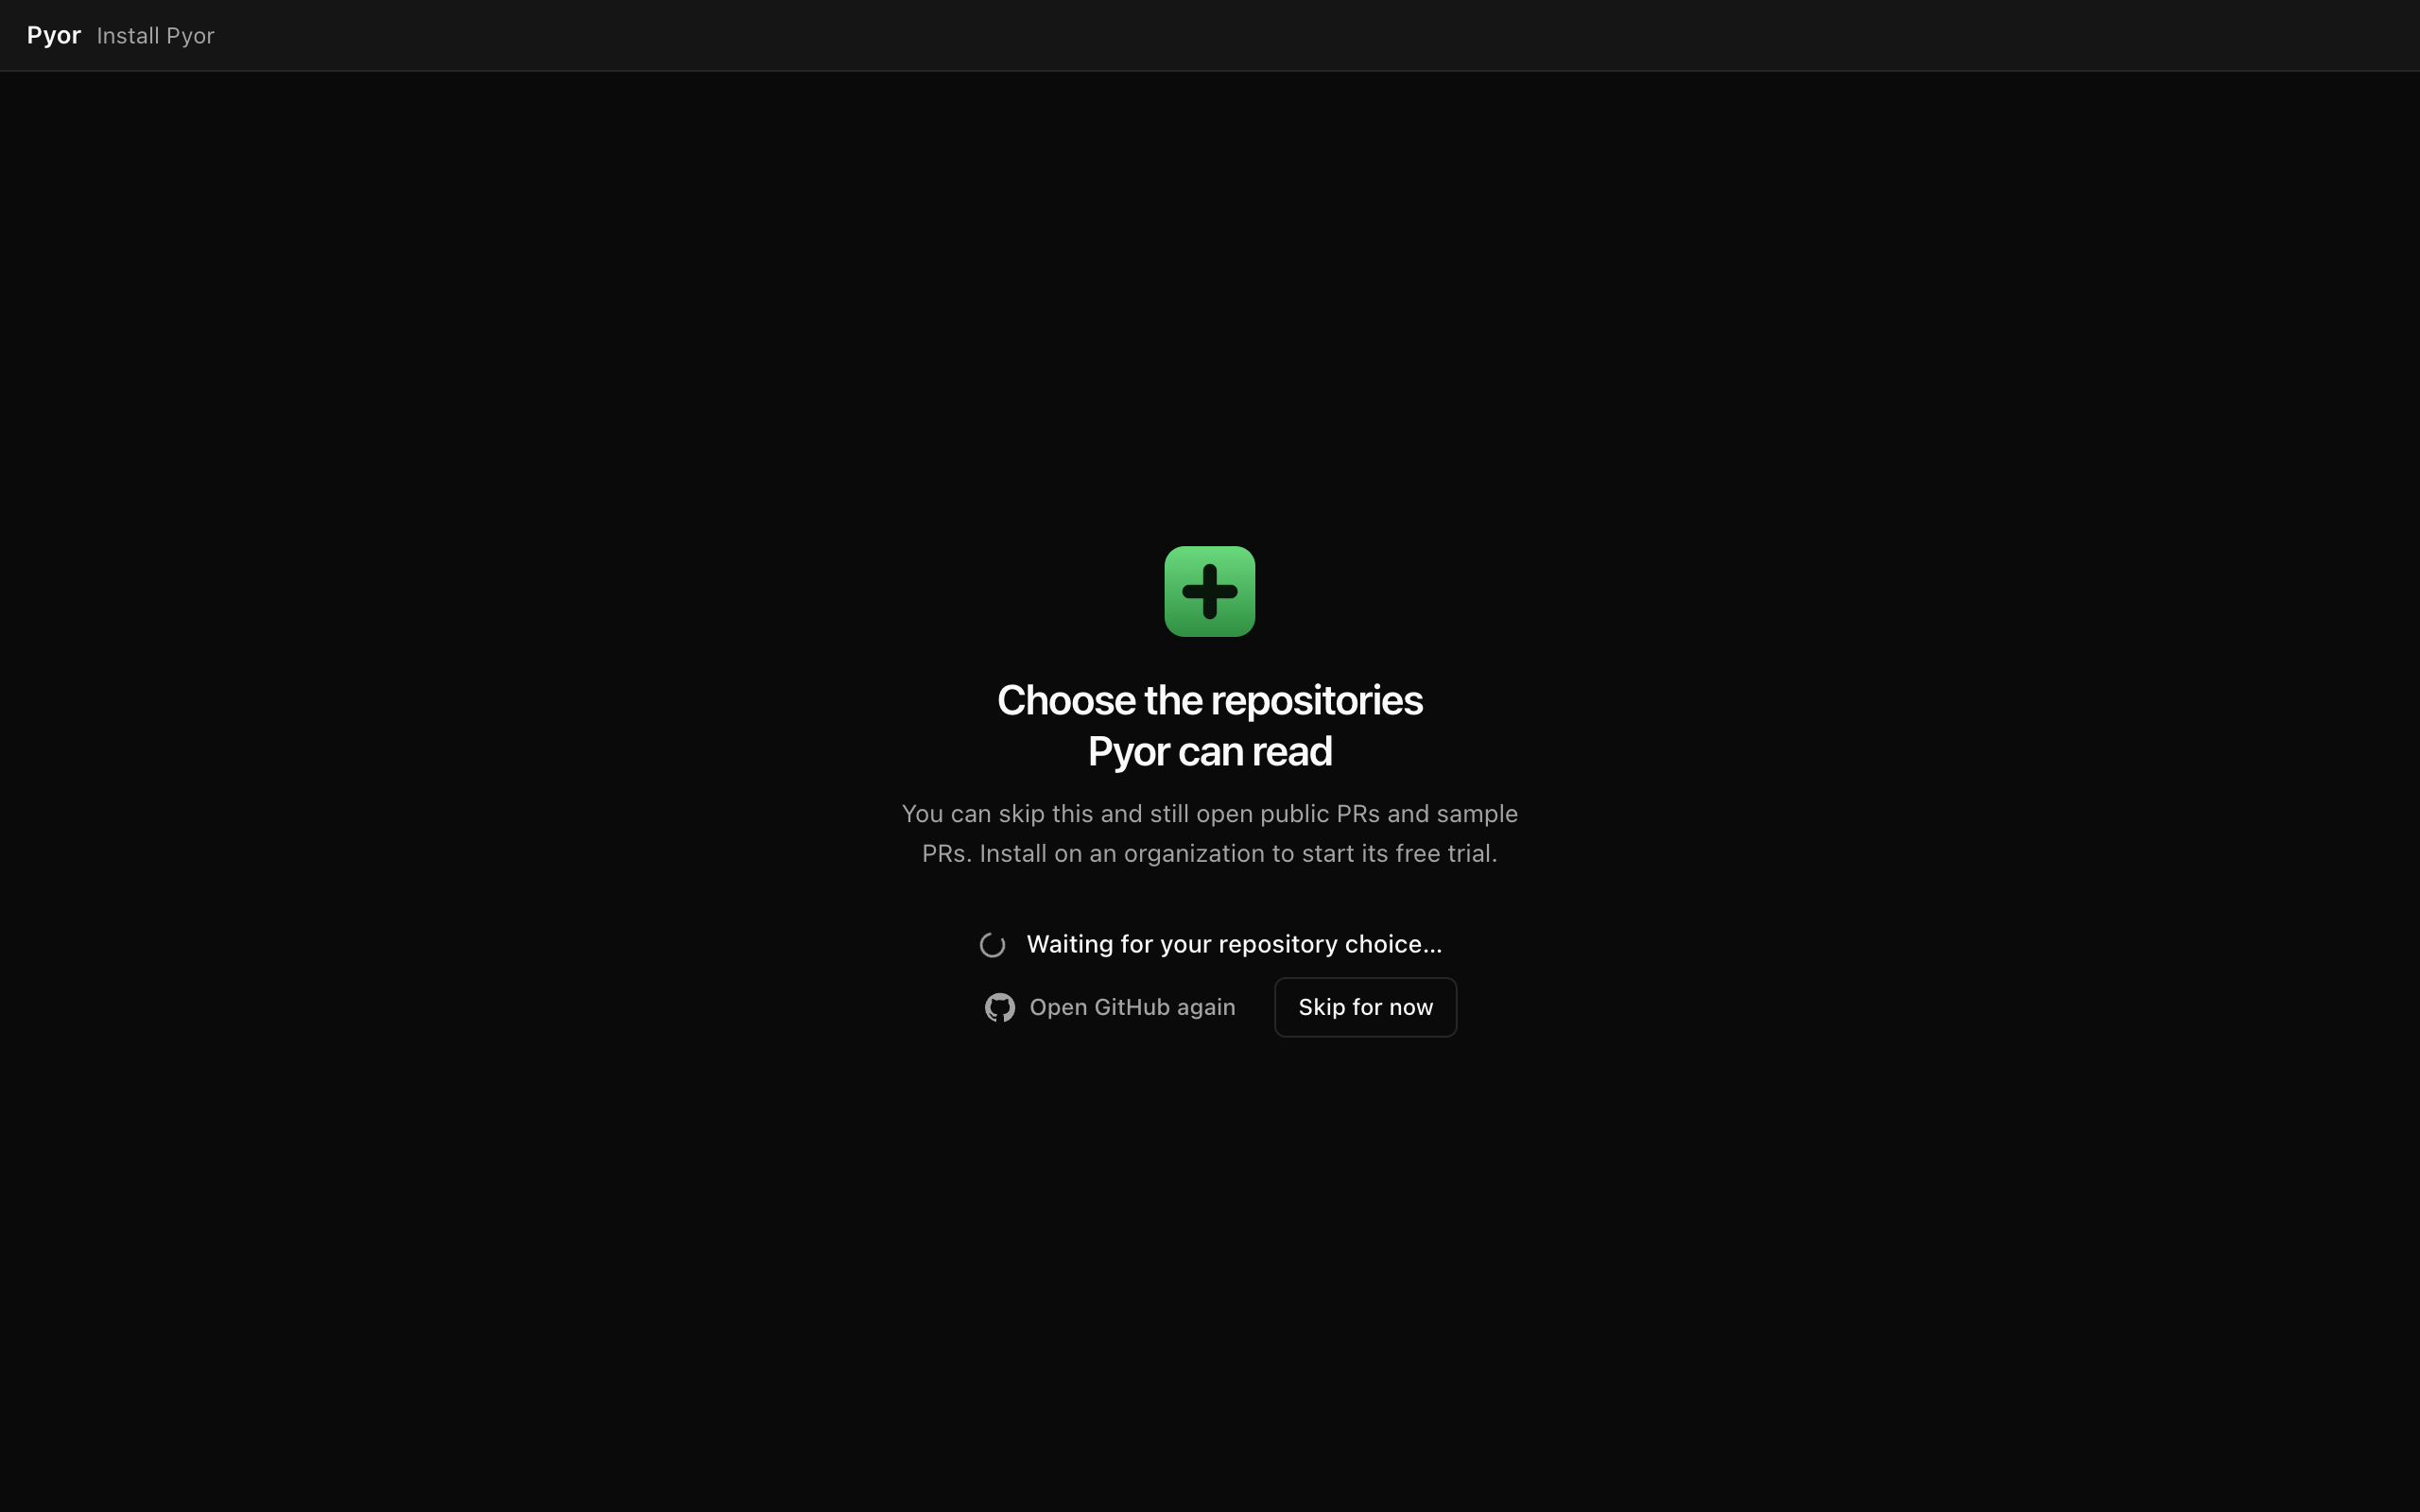 Pyor Install Pyor
Choose the repositories
Pyor can read
You can skip this and still open public PRs and sample
PRs. Install on an organization to start its free trial.
Waiting for your repository choice...
Open GitHub again
Skip for now